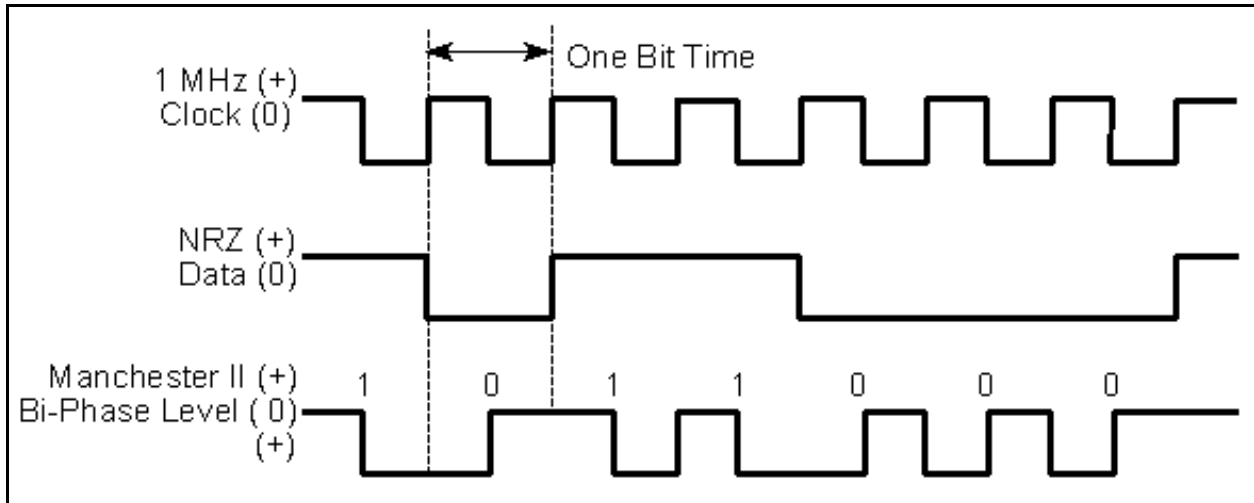 One Bit Time
1 MHz (+)
Clock (0)
NRZ (+)
Data (0)
Manchester II (+)
Bi-Phase Level ( 0)
(+)
1 0 1 1 0 0 0